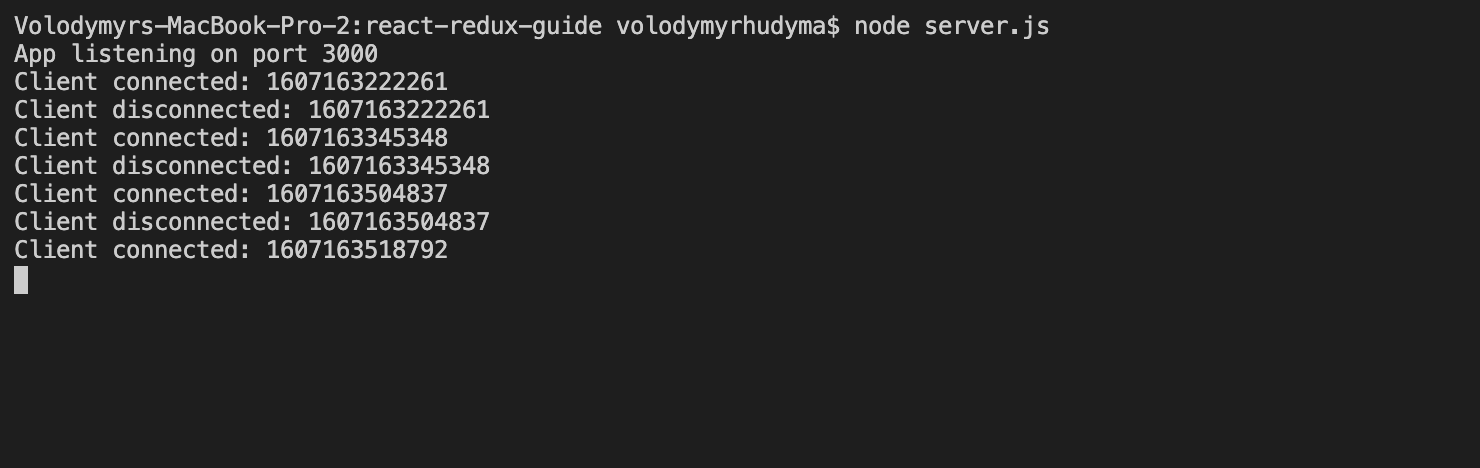 Volodymyrs-MacBook-Pro-2:react-redux-guide volodymyrhudyma$ node server.js
App listening on port 3000
Client connected: 1607163222261
Client disconnected: 1607163222261
Client connected: 1607163345348
Client disconnected: 1607163345348
Client connected: 1607163504837
Client disconnected: 1607163504837
Client connected: 1607163518792